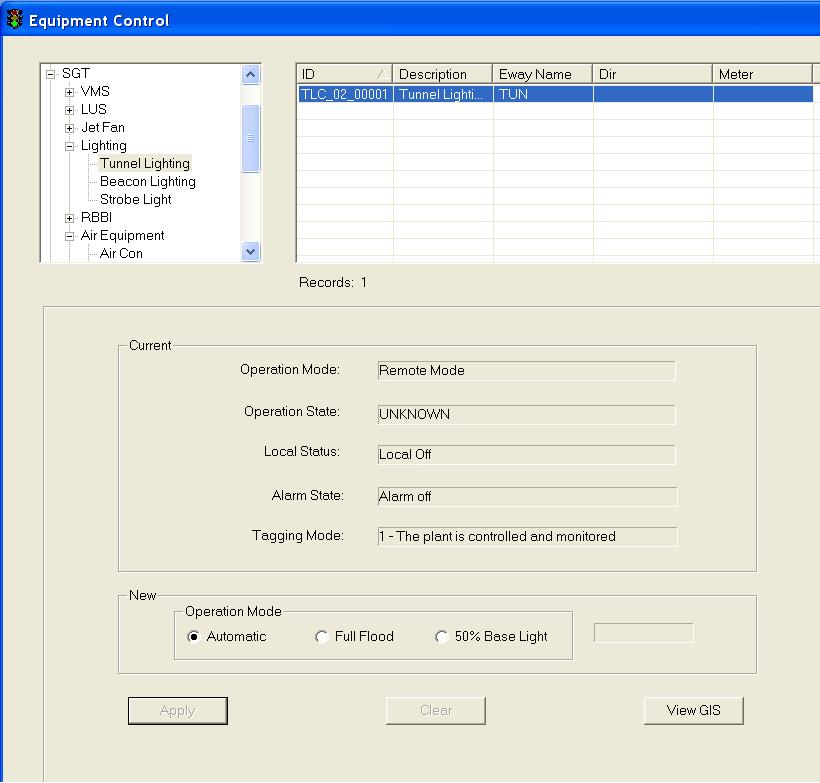 Equipment Control
SGT
VMS
LUS
Jet Fan
Lighting
Tunnel Lighting
Beacon Lighting
Strobe Light
RBBI
Air Equipment
Air Con
ID Description Eway Name Dir Meter
TLC_02_00001 Tunnel Lighti... TUN
Records: 1
Current
Operation Mode: Remote Mode
Operation State: UNKNOWN
Local Status: Local Off
Alarm State: Alarm off
Tagging Mode: 1 - The plant is controlled and monitored
New
Operation Mode
Automatic Full Flood 50% Base Light
Apply Clear View GIS